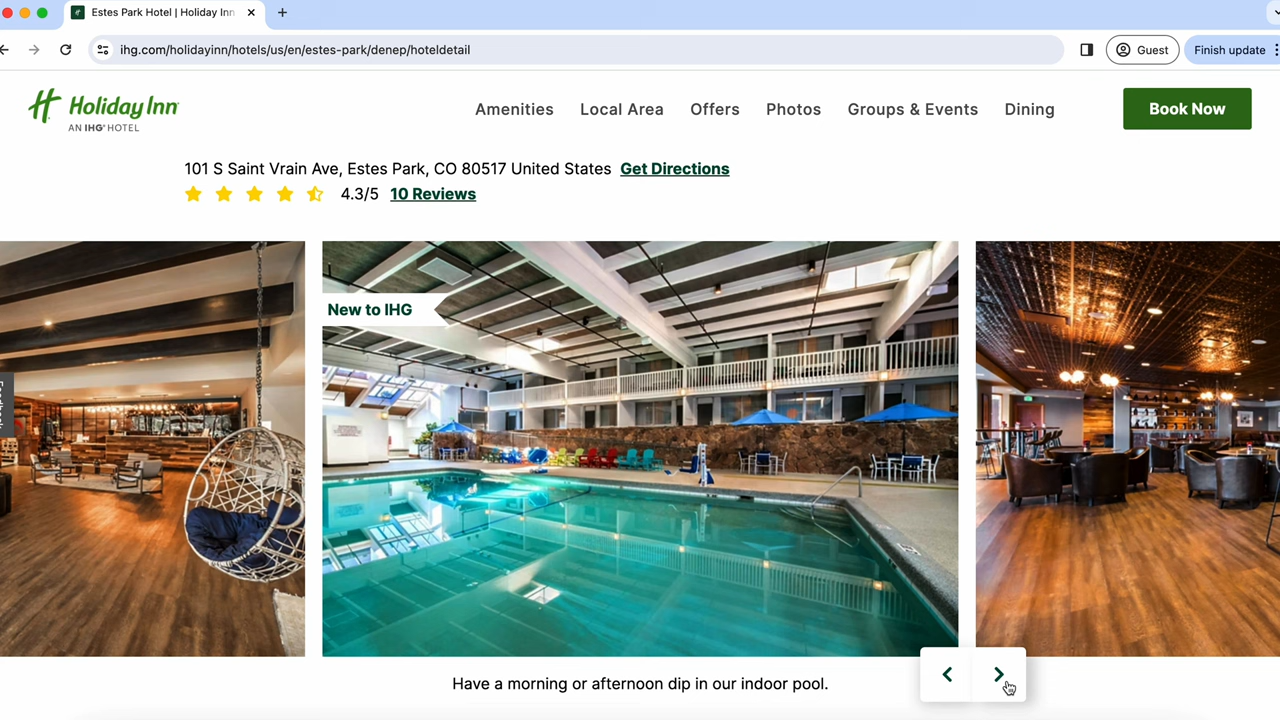 Estes Park Hotel | Holiday Inn
ihg.com/holidayinn/hotels/us/en/estes-park/denep/hoteldetail
Guest
Finish update
Holiday Inn
AN IHG HOTEL
Amenities
Local Area
Offers
Photos
Groups & Events
Dining
Book Now
101 S Saint Vrain Ave, Estes Park, CO 80517 United States Get Directions
4.3/5 10 Reviews
New to IHG
Have a morning or afternoon dip in our indoor pool.